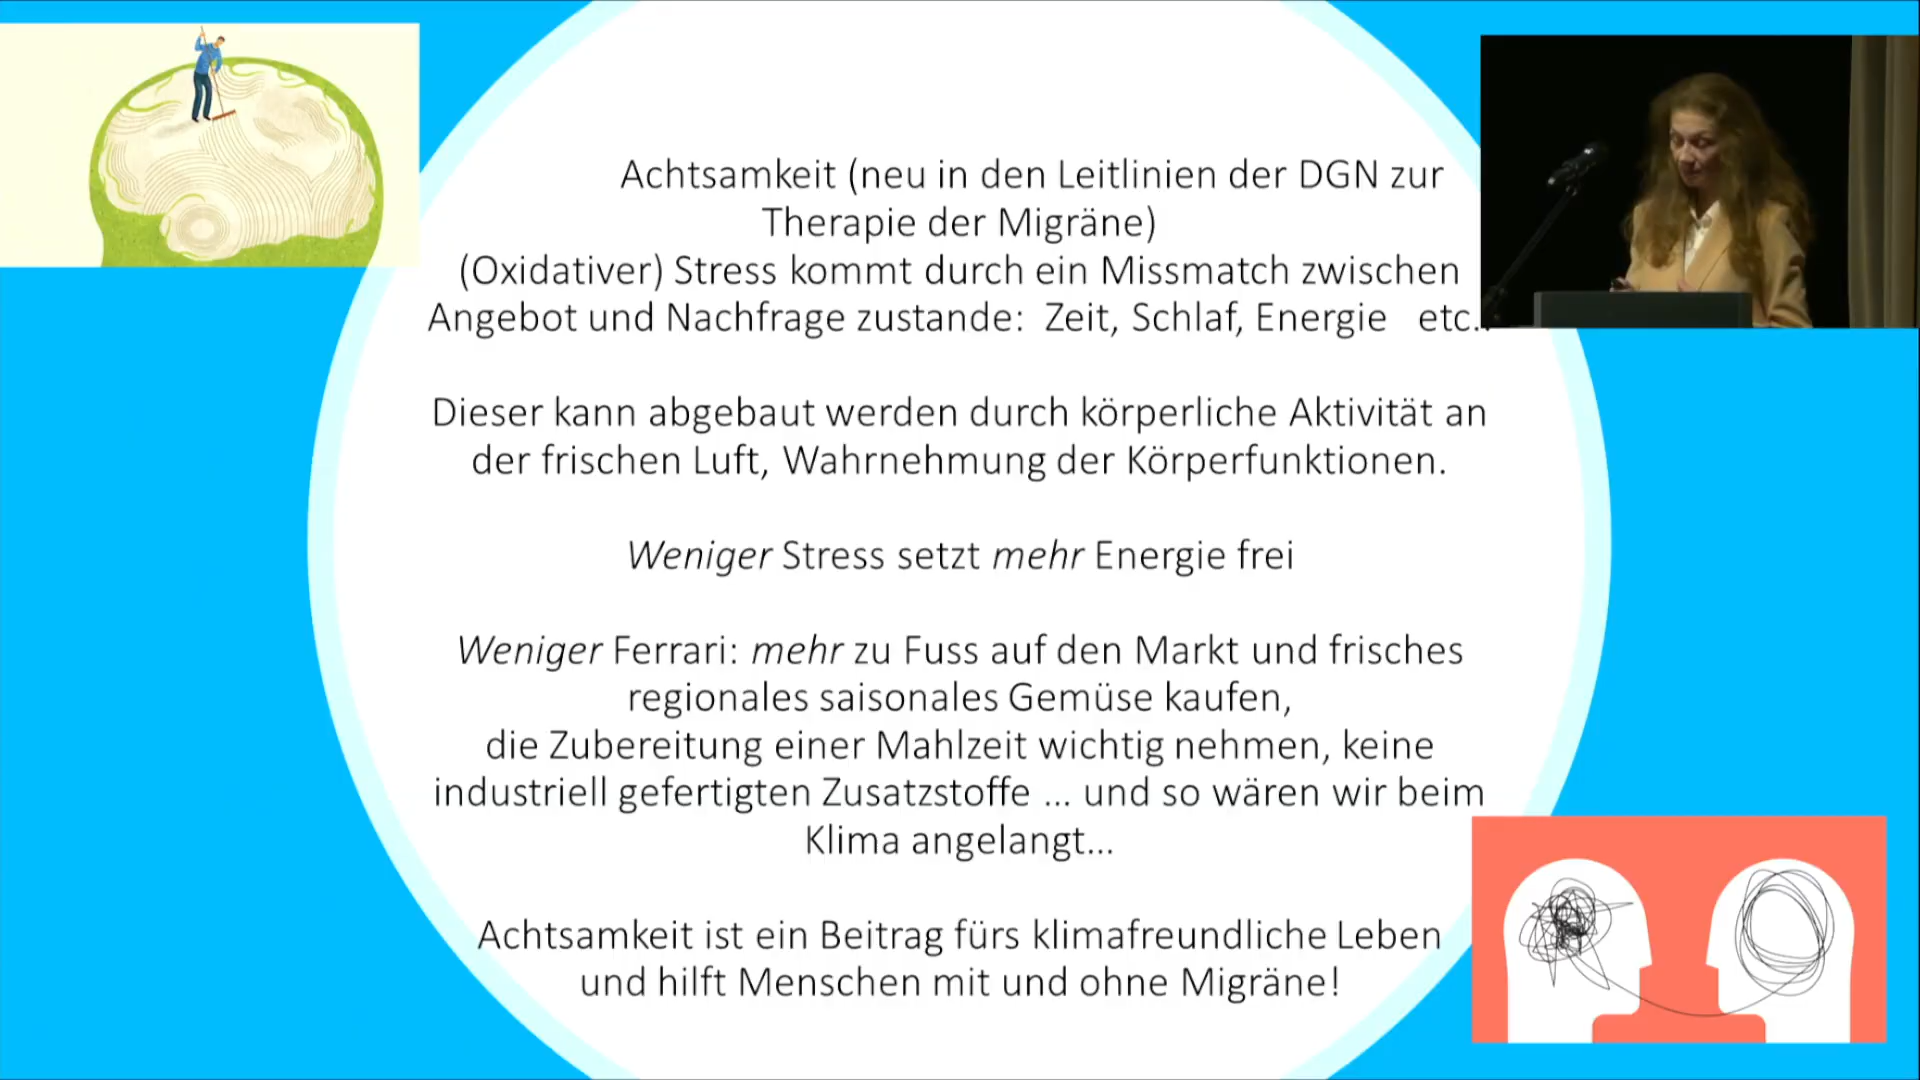 Achtsamkeit (neu in den Leitlinien der DGN zur
Therapie der Migräne)
(Oxidativer) Stress kommt durch ein Missmatch zwischen
Angebot und Nachfrage zustande: Zeit, Schlaf, Energie etc..
Dieser kann abgebaut werden durch körperliche Aktivität an
der frischen Luft, Wahrnehmung der Körperfunktionen.
Weniger Stress setzt mehr Energie frei
Weniger Ferrari: mehr zu Fuss auf den Markt und frisches
regionales saisonales Gemüse kaufen,
die Zubereitung einer Mahlzeit wichtig nehmen, keine
industriell gefertigten Zusatzstoffe ... und so wären wir beim
Klima angelangt...
Achtsamkeit ist ein Beitrag fürs klimafreundliche Leben
und hilft Menschen mit und ohne Migräne!